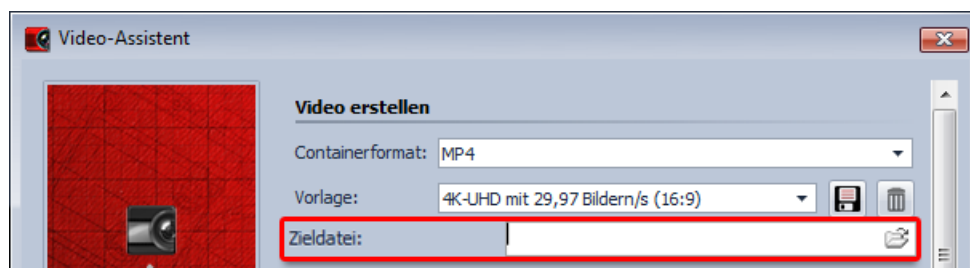 Video-Assistent
Video erstellen
Containerformat: MP4
Vorlage: 4K-UHD mit 29,97 Bildern/s (16:9)
Zieldatei: